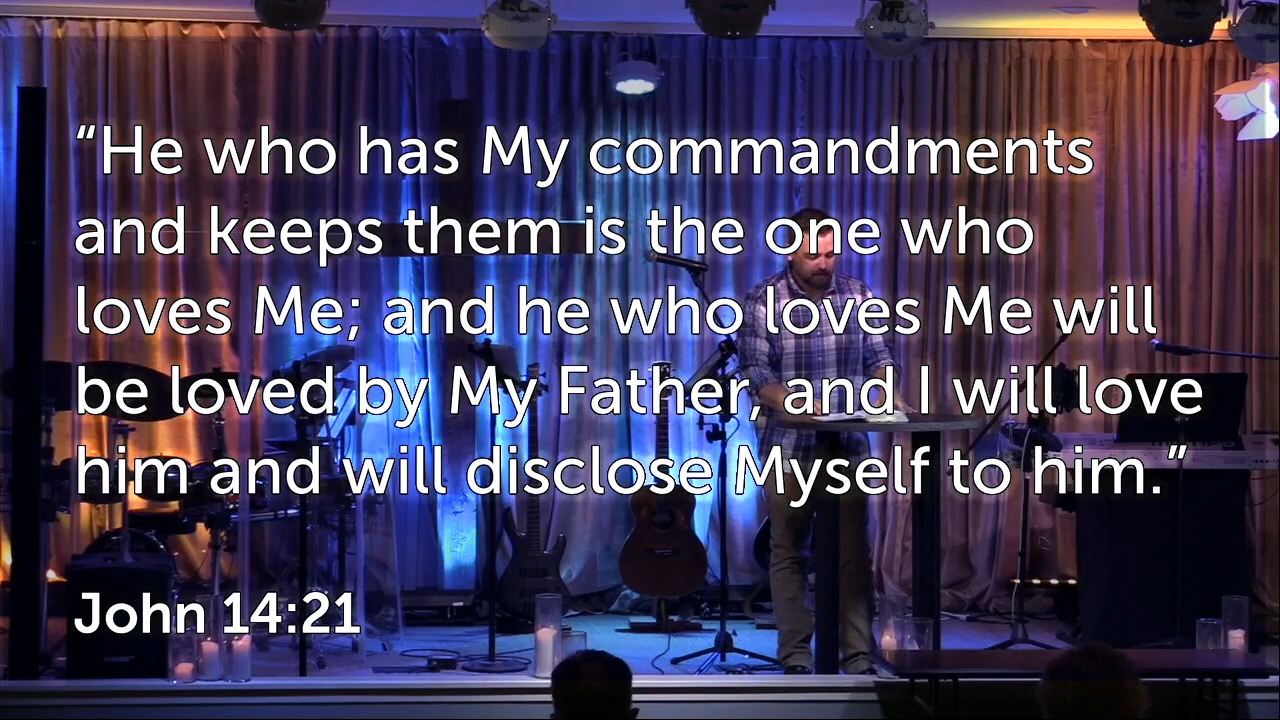 “He who has My commandments
and keeps them is the one who
loves Me; and he who loves Me will
be loved by My Father, and I will love
him and will disclose Myself to him.”
John 14:21
BOSE